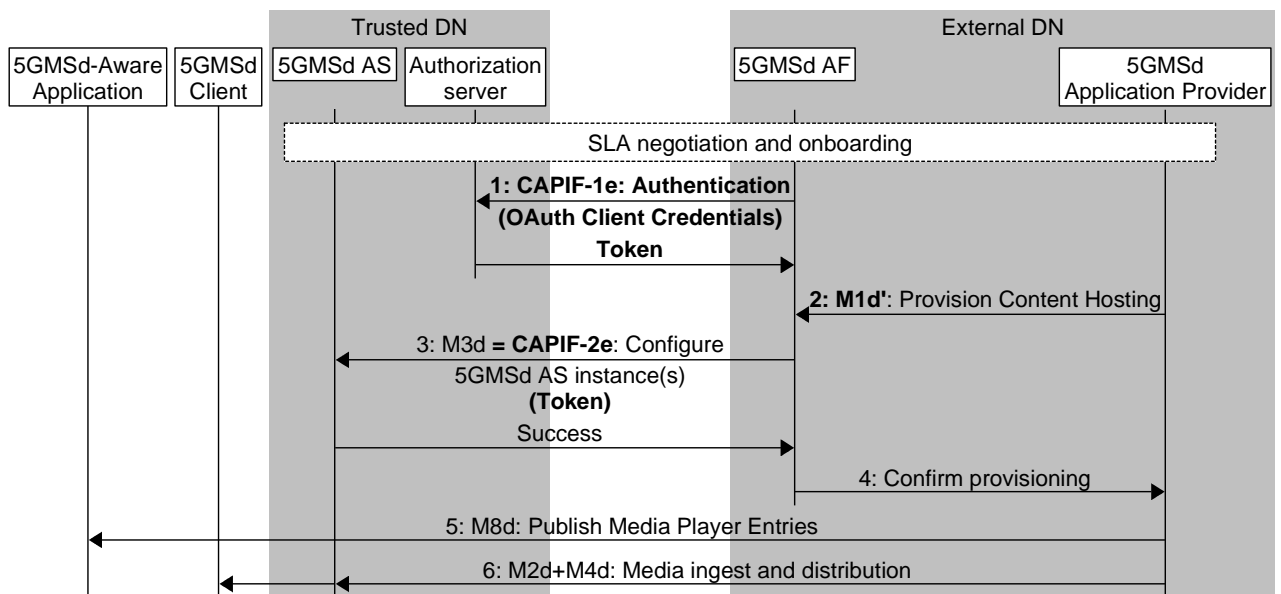 Trusted DN
External DN
5GMSd-Aware
Application
5GMSd
Client
5GMSd AS
Authorization
server
5GMSd AF
5GMSd
Application Provider
SLA negotiation and onboarding
1: CAPIF-1e: Authentication
(OAuth Client Credentials)
Token
2: M1d': Provision Content Hosting
3: M3d = CAPIF-2e: Configure
5GMSd AS instance(s)
(Token)
Success
4: Confirm provisioning
5: M8d: Publish Media Player Entries
6: M2d+M4d: Media ingest and distribution